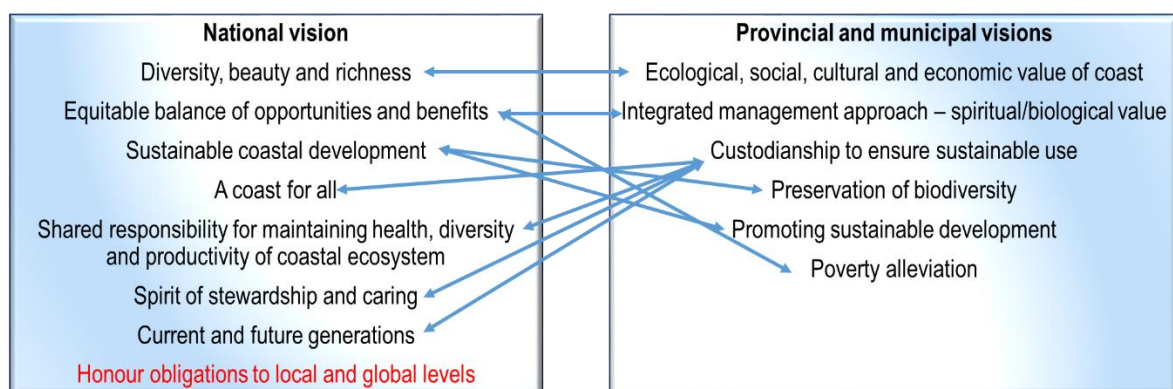 National vision
Diversity, beauty and richness
Equitable balance of opportunities and benefits
Sustainable coastal development
A coast for all
Shared responsibility for maintaining health, diversity
and productivity of coastal ecosystem
Spirit of stewardship and caring
Current and future generations
Honour obligations to local and global levels
Provincial and municipal visions
Ecological, social, cultural and economic value of coast
Integrated management approach – spiritual/biological value
Custodianship to ensure sustainable use
Preservation of biodiversity
Promoting sustainable development
Poverty alleviation